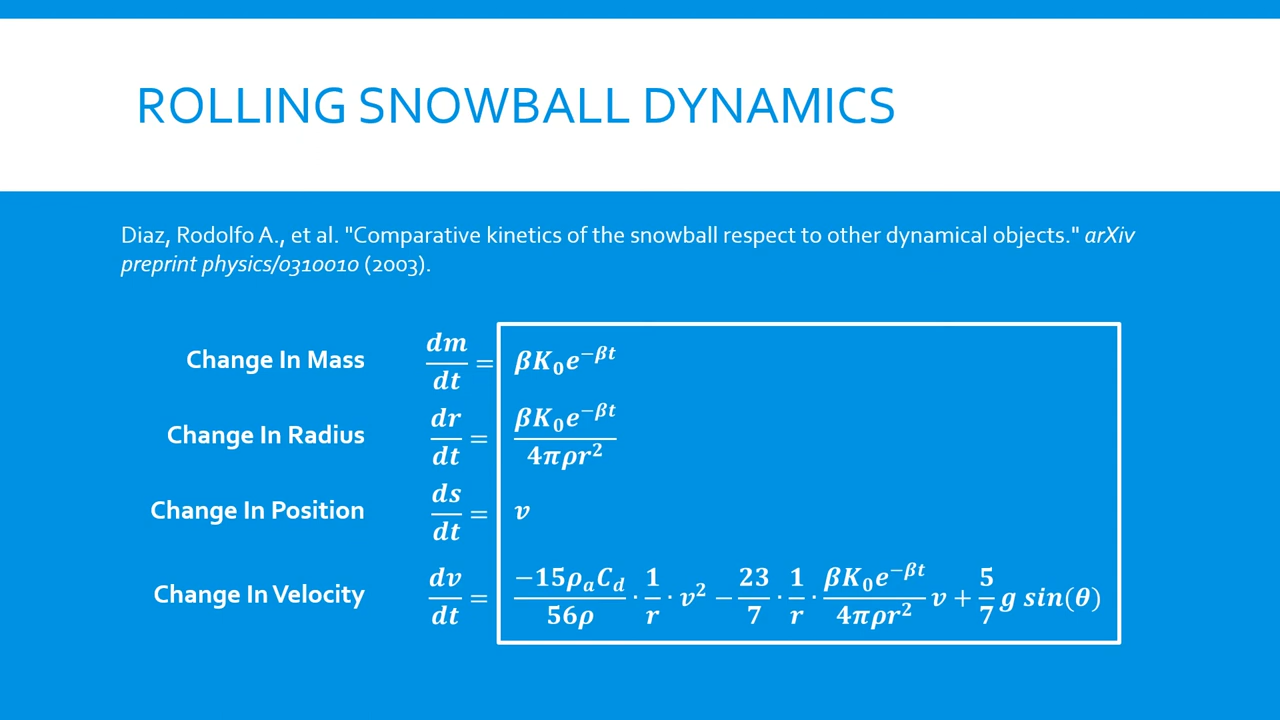 ROLLING SNOWBALL DYNAMICS
Diaz, Rodolfo A., et al. "Comparative kinetics of the snowball respect to other dynamical objects." arXiv
preprint physics/0310010 (2003).
Change In Mass dm/dt = βK₀e^(−βt)
Change In Radius dr/dt = βK₀e^(−βt)/4πρr²
Change In Position ds/dt = v
Change In Velocity dv/dt = −15ρₐC_d/56ρ · 1/r · v² − 23/7 · 1/r · βK₀e^(−βt)/4πρr² v + 5/7 g sin(θ)